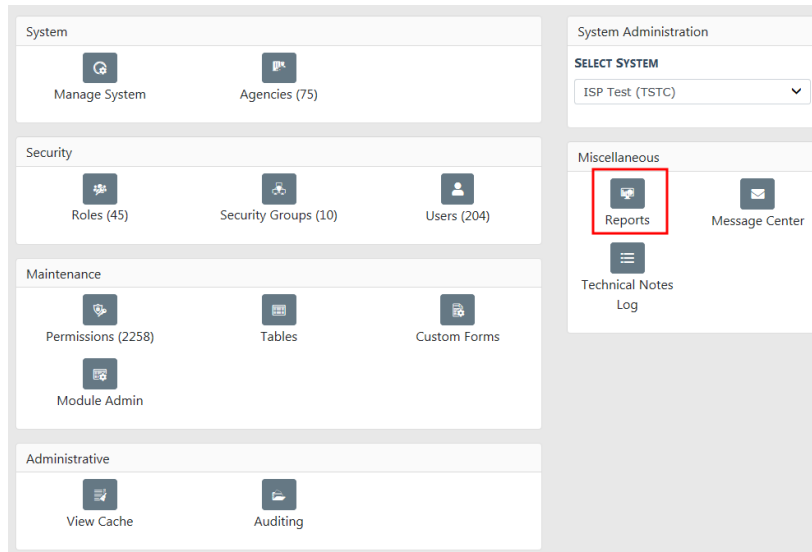 System
Manage System
Agencies (75)
Security
Roles (45)
Security Groups (10)
Users (204)
Maintenance
Permissions (2258)
Tables
Custom Forms
Module Admin
Administrative
View Cache
Auditing
System Administration
SELECT SYSTEM
ISP Test (TSTC)
Miscellaneous
Reports
Message Center
Technical Notes
Log